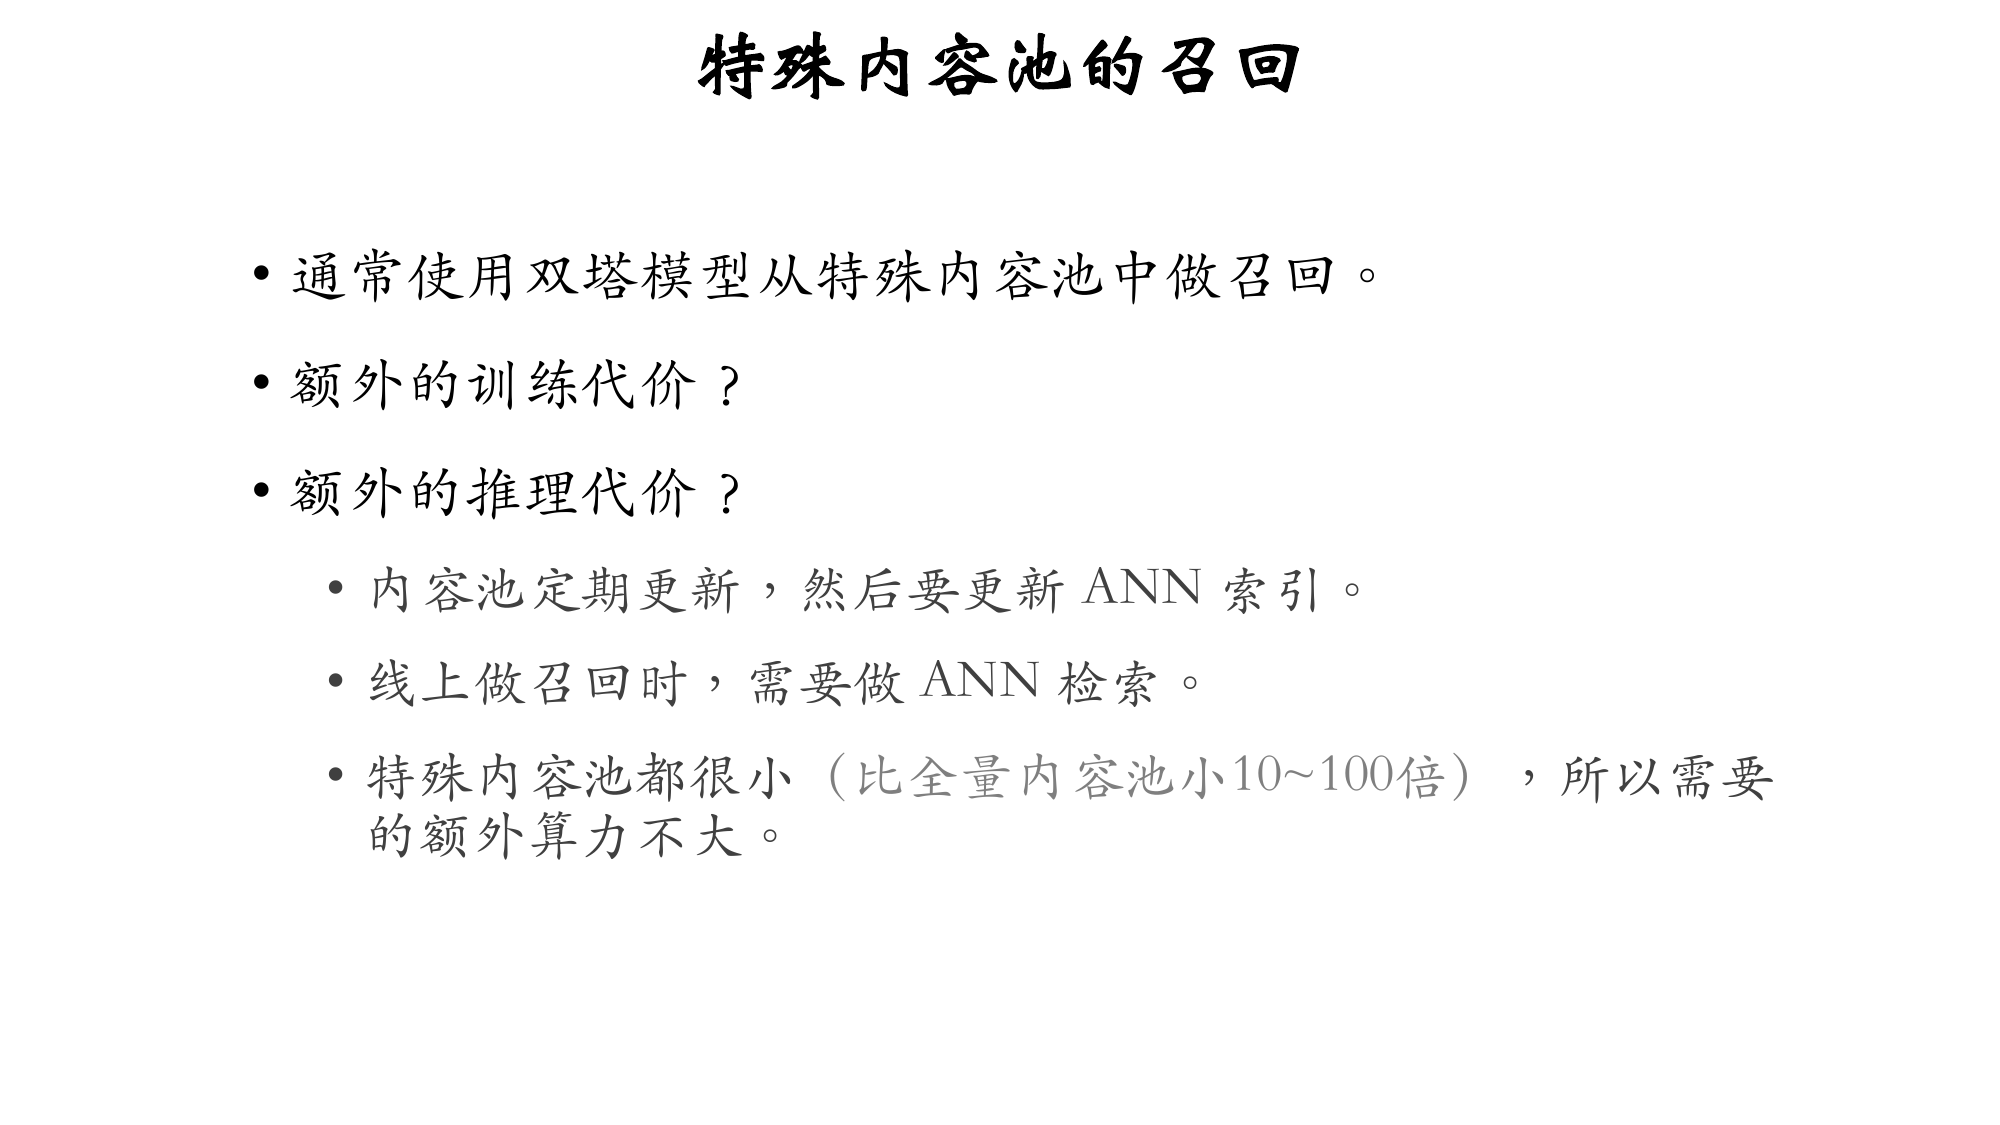 特殊内容池的召回
• 通常使用双塔模型从特殊内容池中做召回。
• 额外的训练代价？
• 额外的推理代价？
• 内容池定期更新，然后要更新 ANN 索引。
• 线上做召回时，需要做 ANN 检索。
• 特殊内容池都很小（比全量内容池小10~100倍），所以需要
的额外算力不大。